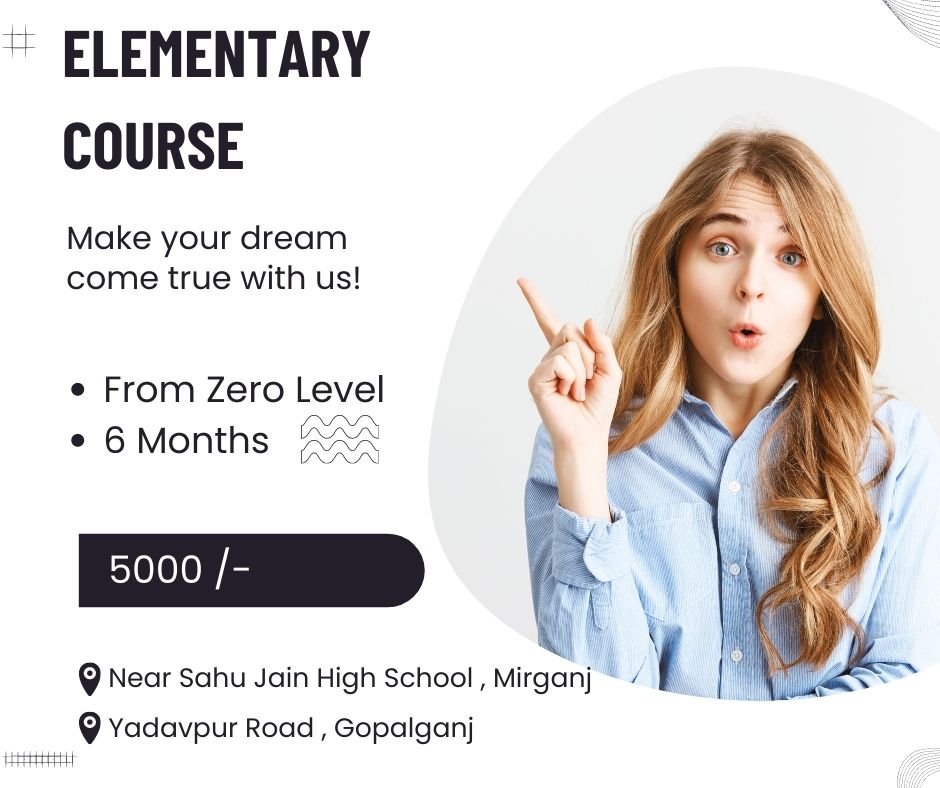 ELEMENTARY
COURSE
Make your dream
come true with us!
From Zero Level
6 Months
5000 /-
Near Sahu Jain High School , Mirganj
Yadavpur Road , Gopalganj